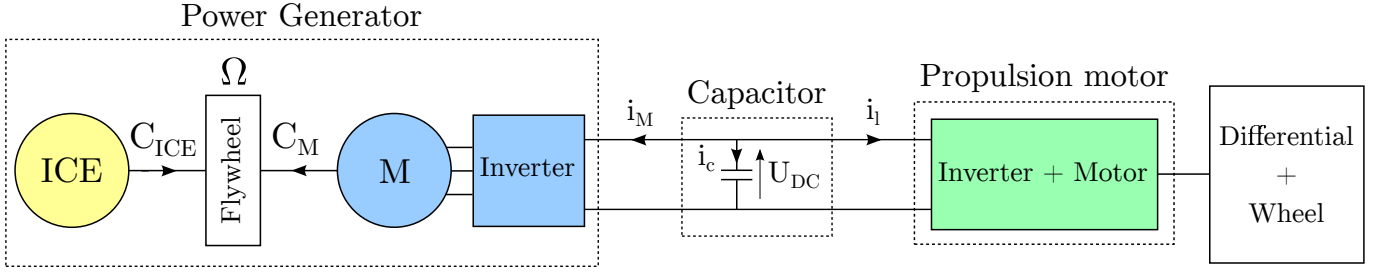 Power Generator
Ω
ICE
C_ICE
Flywheel
C_M
M
Inverter
i_M
Capacitor
i_c
U_DC
i_l
Propulsion motor
Inverter + Motor
Differential
+
Wheel